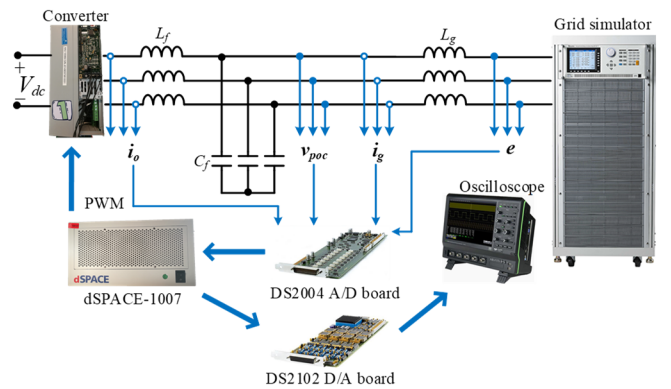 Converter
L_f
L_g
Grid simulator
+
V_dc
−
i_o
C_f
v_poc
i_g
e
Oscilloscope
PWM
dSPACE
dSPACE-1007
DS2004 A/D board
DS2102 D/A board